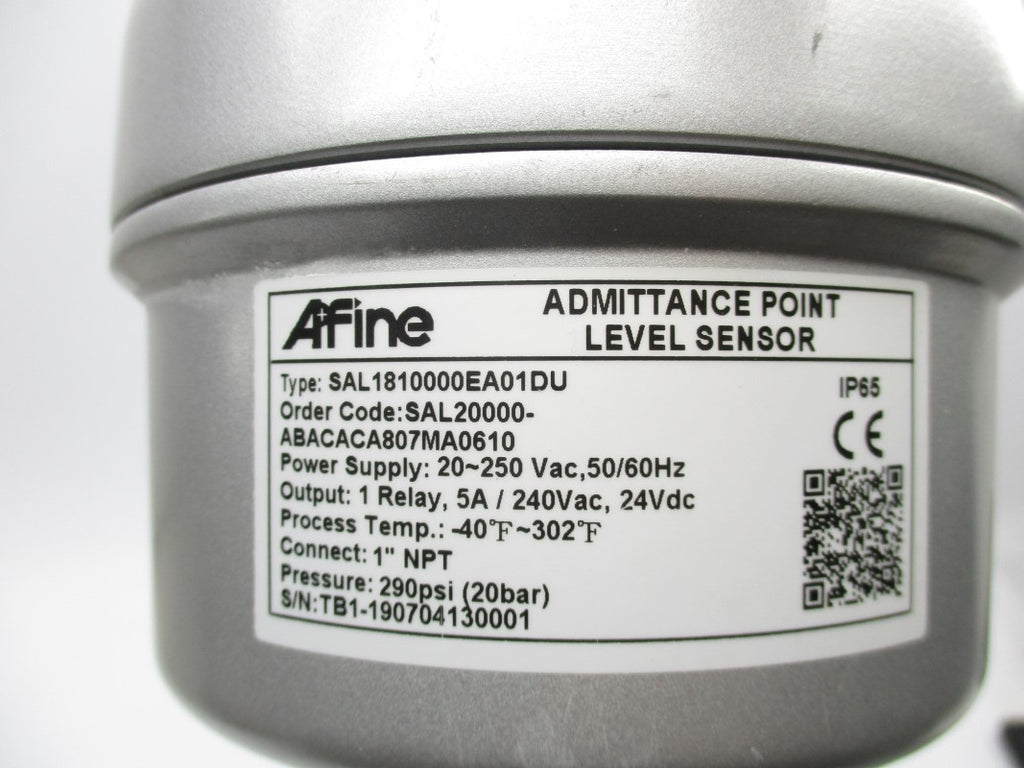 Afine
ADMITTANCE POINT
LEVEL SENSOR
Type: SAL1810000EA01DU
IP65
Order Code:SAL20000-
ABACACA807MA0610
CE
Power Supply: 20~250 Vac,50/60Hz
Output: 1 Relay, 5A / 240Vac, 24Vdc
Process Temp.: -40℉~302℉
Connect: 1" NPT
Pressure: 290psi (20bar)
S/N:TB1-190704130001